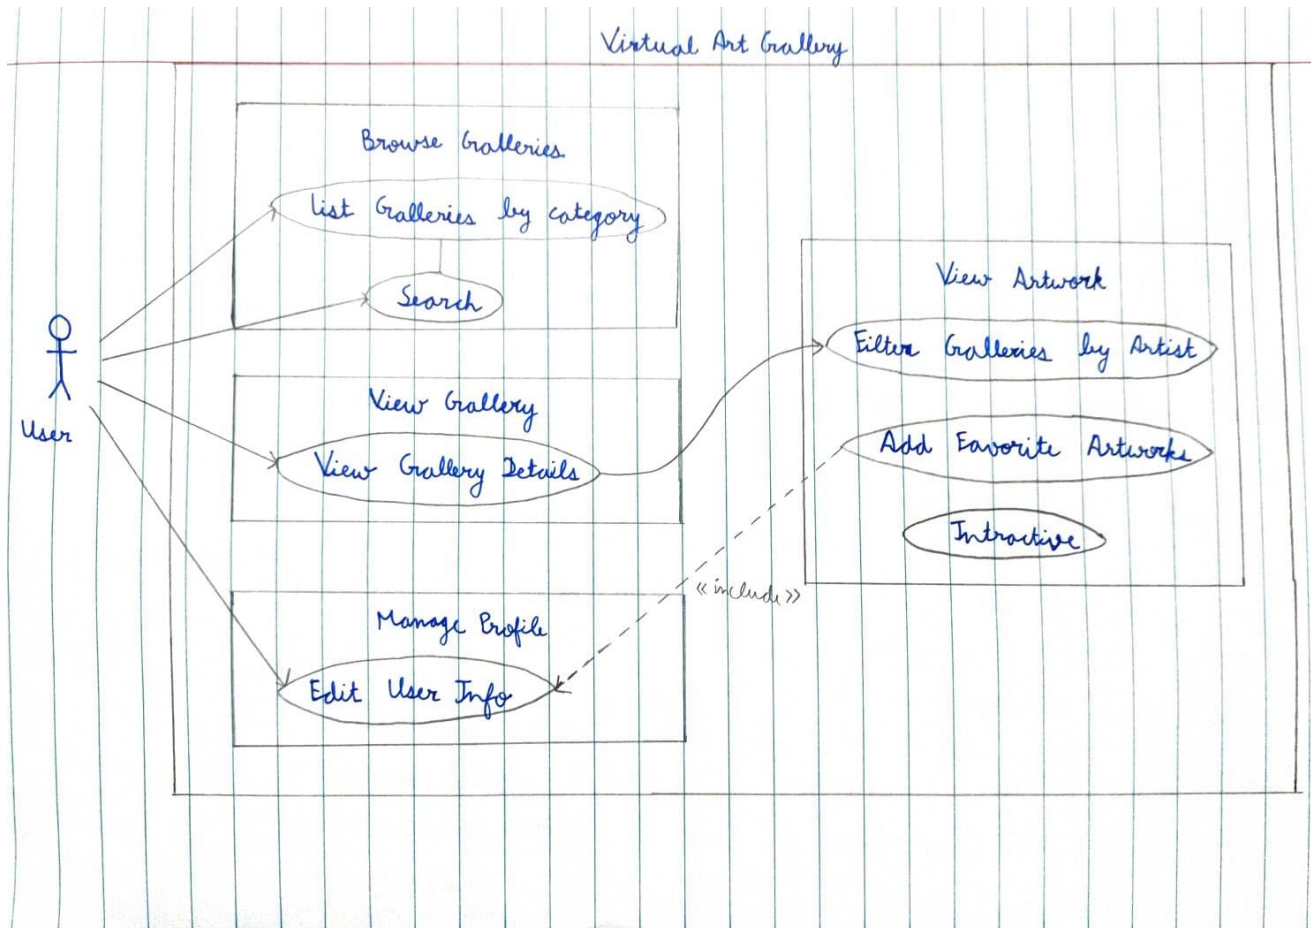 Virtual Art Gallery
Browse Galleries
List Galleries by category
Search
User
View Gallery
View Gallery Details
Manage Profile
Edit User Info
View Artwork
Filter Galleries by Artist
Add Favorite Artworks
Intractive
«include»